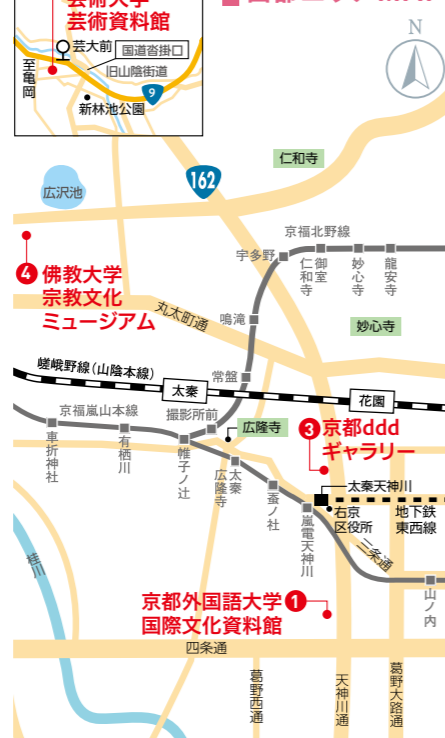 芸術大学
芸術資料館
芸大前
国道沓掛口
旧山陰街道
至亀岡
新林池公園
9
N
162
仁和寺
広沢池
京福北野線
宇多野
御室
仁和寺
妙心寺
龍安寺
4 佛教大学
宗教文化
ミュージアム
丸太町通
鳴滝
妙心寺
嵯峨野線(山陰本線)
太秦
常盤
花園
京福嵐山本線
撮影所前
広隆寺
3 京都ddd
ギャラリー
車折神社
有栖川
帷子ノ辻
太秦
広隆寺
蚕ノ社
嵐電天神川
太秦天神川
右京
区役所
地下鉄
東西線
三条通
桂川
山ノ内
京都外国語大学 1
国際文化資料館
四条通
葛野西通
天神川通
葛野大路通